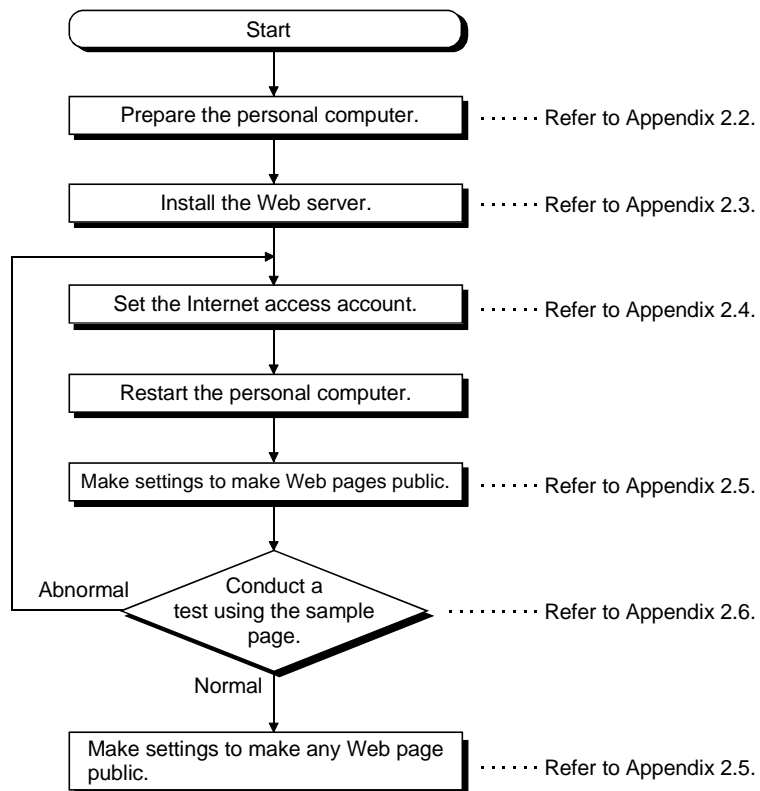 Start
Prepare the personal computer.
······ Refer to Appendix 2.2.
Install the Web server.
······ Refer to Appendix 2.3.
Set the Internet access account.
······ Refer to Appendix 2.4.
Restart the personal computer.
Make settings to make Web pages public.
······ Refer to Appendix 2.5.
Abnormal
Conduct a
test using the sample
page.
········· Refer to Appendix 2.6.
Normal
Make settings to make any Web page
public.
······ Refer to Appendix 2.5.